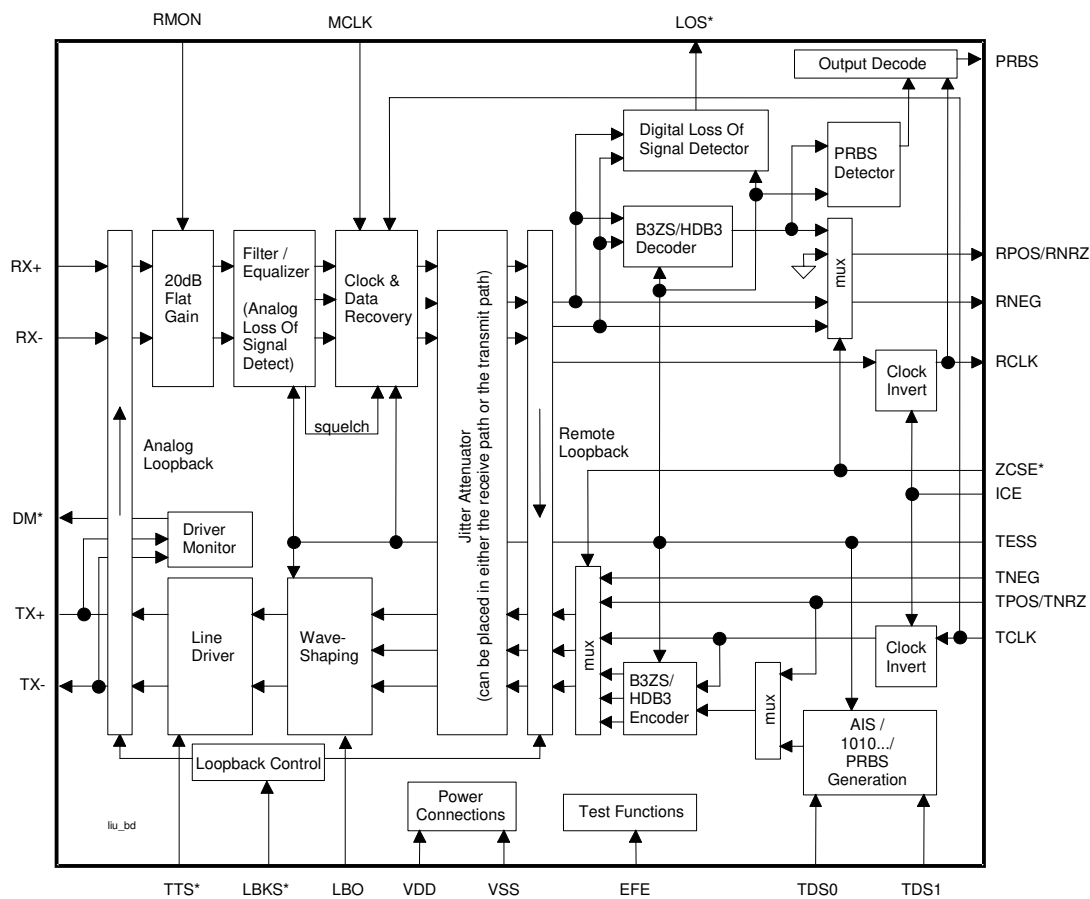 RMON
MCLK
LOS*
Output Decode
PRBS
Digital Loss Of
Signal Detector
PRBS
Detector
B3ZS/HDB3
Decoder
mux
RX+
RX-
20dB
Flat
Gain
Filter /
Equalizer
(Analog
Loss Of
Signal
Detect)
Clock &
Data
Recovery
squelch
Jitter Attenuator
(can be placed in either the receive path or the transmit path)
RPOS/RNRZ
RNEG
RCLK
Clock
Invert
Analog
Loopback
Remote
Loopback
ZCSE*
ICE
DM*
Driver
Monitor
TESS
TNEG
TPOS/TNRZ
TX+
TX-
Line
Driver
Wave-
Shaping
mux
B3ZS/
HDB3
Encoder
mux
Clock
Invert
TCLK
AIS /
1010.../
PRBS
Generation
Loopback Control
Power
Connections
Test Functions
liu_bd
TTS*
LBKS*
LBO
VDD
VSS
EFE
TDS0
TDS1